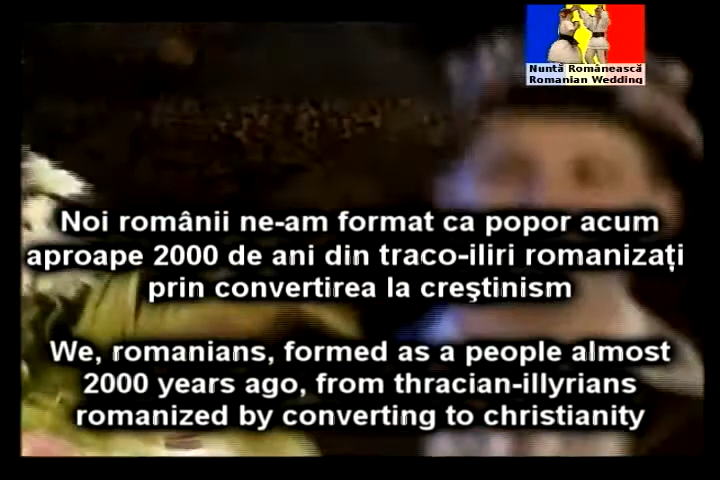 Nuntă Românească
Romanian Wedding
Noi românii ne-am format ca popor acum
aproape 2000 de ani din traco-iliri romanizați
prin convertirea la creştinism
We, romanians, formed as a people almost
2000 years ago, from thracian-illyrians
romanized by converting to christianity